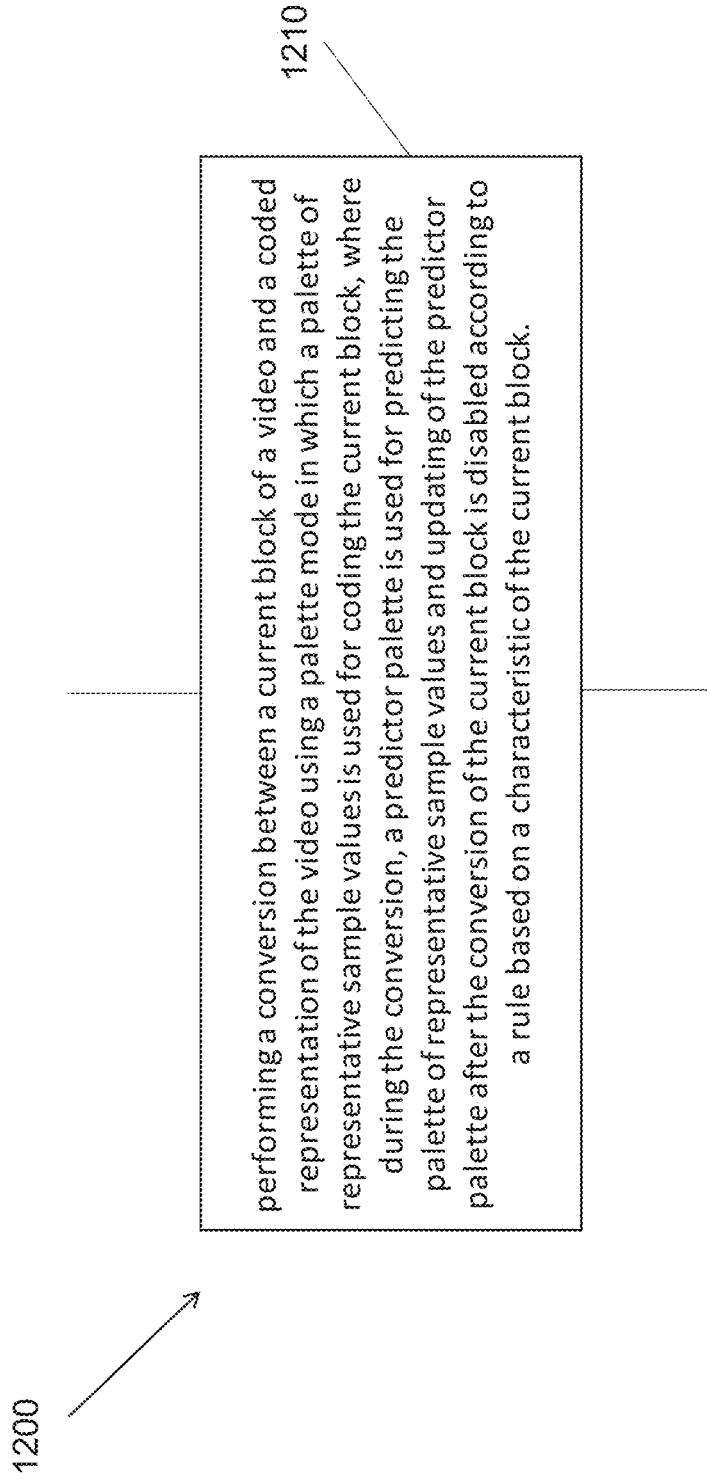 1200
1210
performing a conversion between a current block of a video and a coded
representation of the video using a palette mode in which a palette of
representative sample values is used for coding the current block, where
during the conversion, a predictor palette is used for predicting the
palette of representative sample values and updating of the predictor
palette after the conversion of the current block is disabled according to
a rule based on a characteristic of the current block.